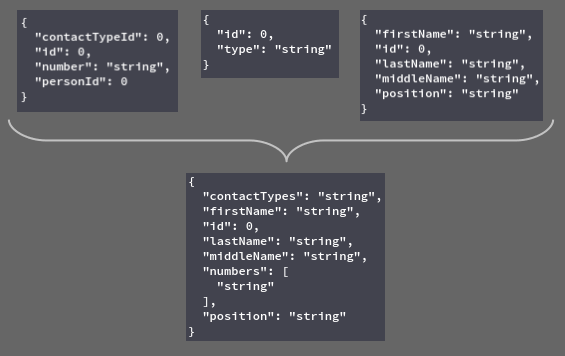 {
  "contactTypeId": 0,
  "id": 0,
  "number": "string",
  "personId": 0
}
{
  "id": 0,
  "type": "string"
}
{
  "firstName": "string",
  "id": 0,
  "lastName": "string",
  "middleName": "string",
  "position": "string"
}
{
  "contactTypes": "string",
  "firstName": "string",
  "id": 0,
  "lastName": "string",
  "middleName": "string",
  "numbers": [
    "string"
  ],
  "position": "string"
}